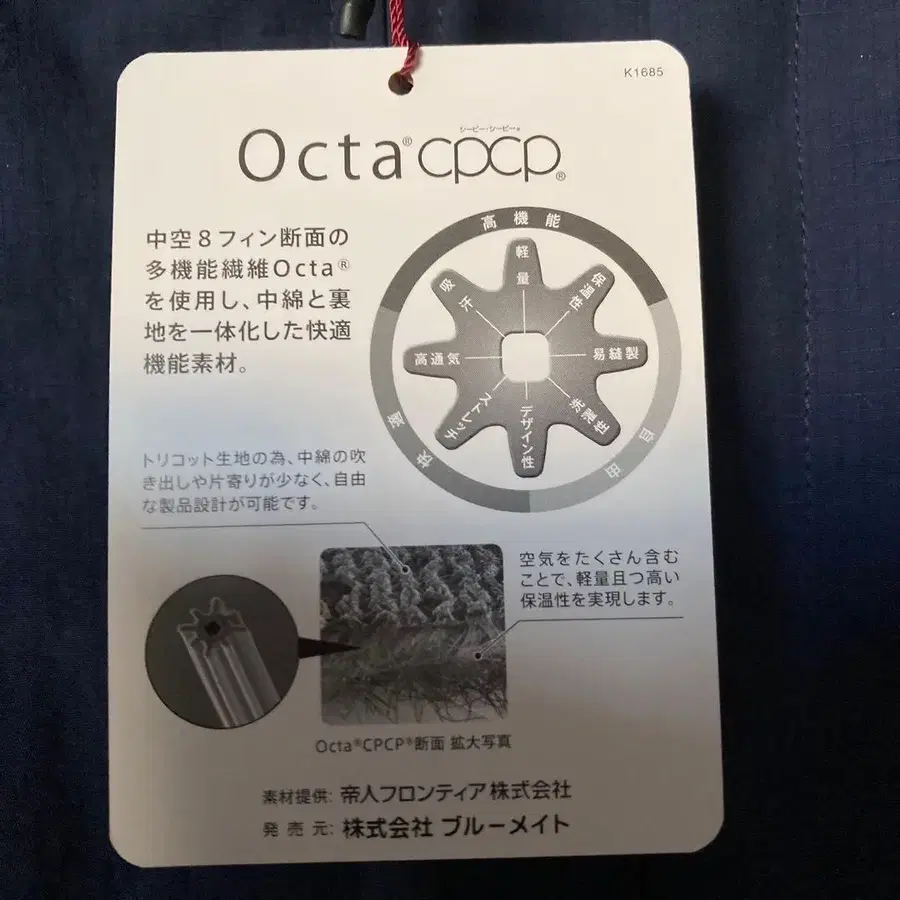 K1685
シーピー・シーピー®
Octa® CPCP®
中空8フィン断面の
多機能繊維Octa®
を使用し、中綿と裏
地を一体化した快適
機能素材。
高機能
軽量
保温性
易縫製
デザイン性
ストレッチ
高通気
吸汗
自由
快適
トリコット生地の為、中綿の吹
き出しや片寄りが少なく、自由
な製品設計が可能です。
空気をたくさん含む
ことで、軽量且つ高い
保温性を実現します。
Octa®CPCP®断面 拡大写真
素材提供: 帝人フロンティア株式会社
発売元: 株式会社 ブルーメイト